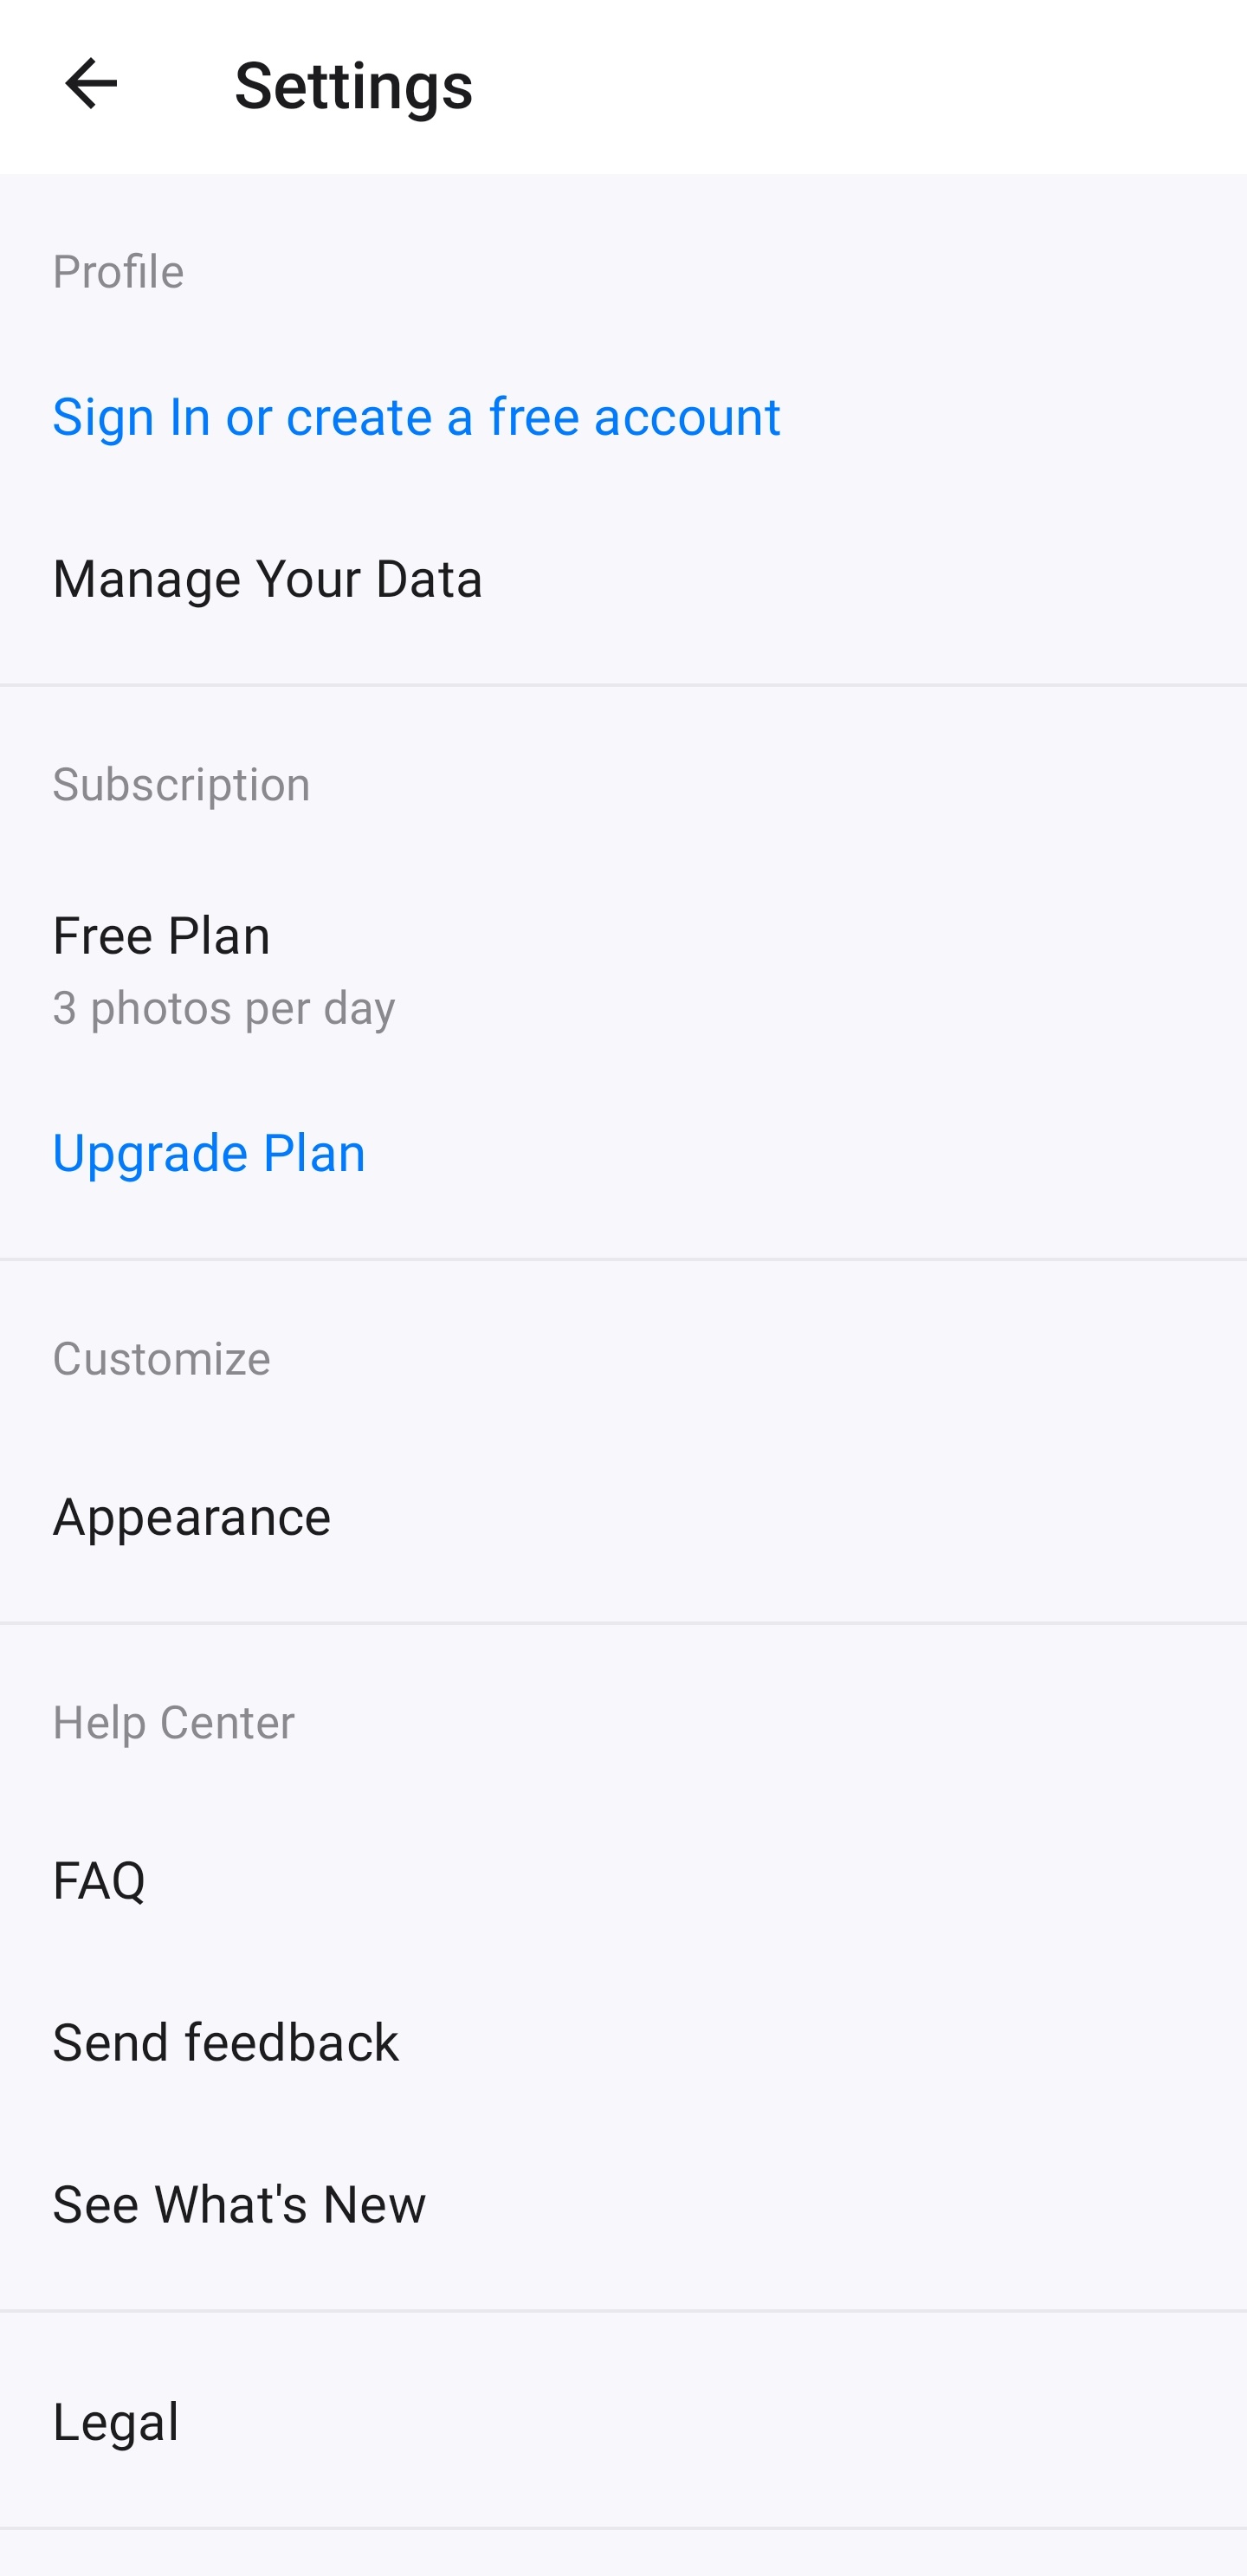 Settings
Profile
Sign In or create a free account
Manage Your Data
Subscription
Free Plan
3 photos per day
Upgrade Plan
Customize
Appearance
Help Center
FAQ
Send feedback
See What's New
Legal